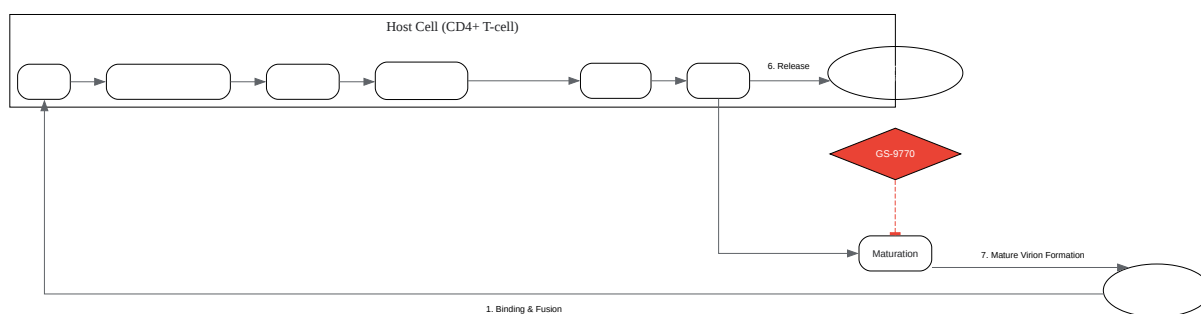 Host Cell (CD4+ T-cell)
6. Release
GS-9770
Maturation
7. Mature Virion Formation
1. Binding & Fusion